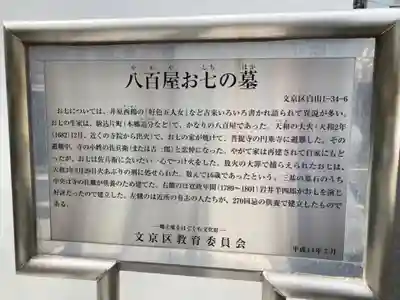 八百屋お七の墓
文京区白山1-34-6
お七については、井原西鶴の『好色五人女』など古来いろいろ書かれ語られて異説が多い。
お七の生家は、駒込片町(本郷追分など)で、かなりの八百屋であった。天和の大火(天和2年
(1682)12月、近くの寺院から出火)で、お七の家が焼けて、菩提寺の円乗寺に避難した。その
避難中、寺の小姓佐兵衛(または吉三郎)と恋仲になった。やがて家は再建されて自家にもど
ったが、お七は佐兵衛に会いたい一心でつけ火をした。放火の大罪で捕らえられたお七は、
天和3年3月29日火あぶりの刑に処せられた。数え年16歳であったという。三基の墓石のうち、
中央は寺の住職が供養のため建てた。右側のは寛政年間(1789〜1801)岩井半四郎がお七を演じ
好評だったので建立した。左側のは近所の有志の人たちが、270回忌の供養で建立したもので
ある。
―郷土愛をはぐくむ文化財―
文京区教育委員会
平成14年3月